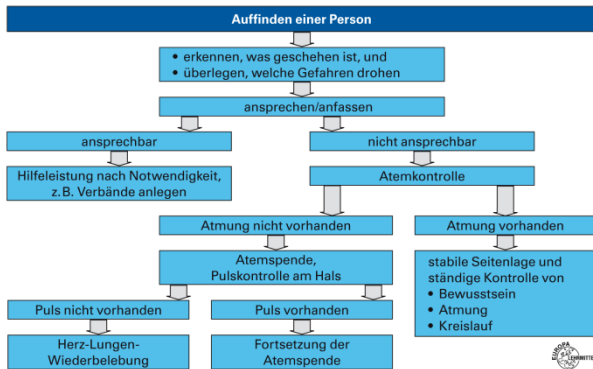 Auffinden einer Person
• erkennen, was geschehen ist, und
• überlegen, welche Gefahren drohen
ansprechen/anfassen
ansprechbar
nicht ansprechbar
Hilfeleistung nach Notwendigkeit,
z. B. Verbände anlegen
Atemkontrolle
Atmung nicht vorhanden
Atmung vorhanden
Atemspende,
Pulskontrolle am Hals
stabile Seitenlage und
ständige Kontrolle von
• Bewusstsein
• Atmung
• Kreislauf
Puls nicht vorhanden
Puls vorhanden
Herz-Lungen-
Wiederbelebung
Fortsetzung der
Atemspende
EUROPA
LEHRMITTEL